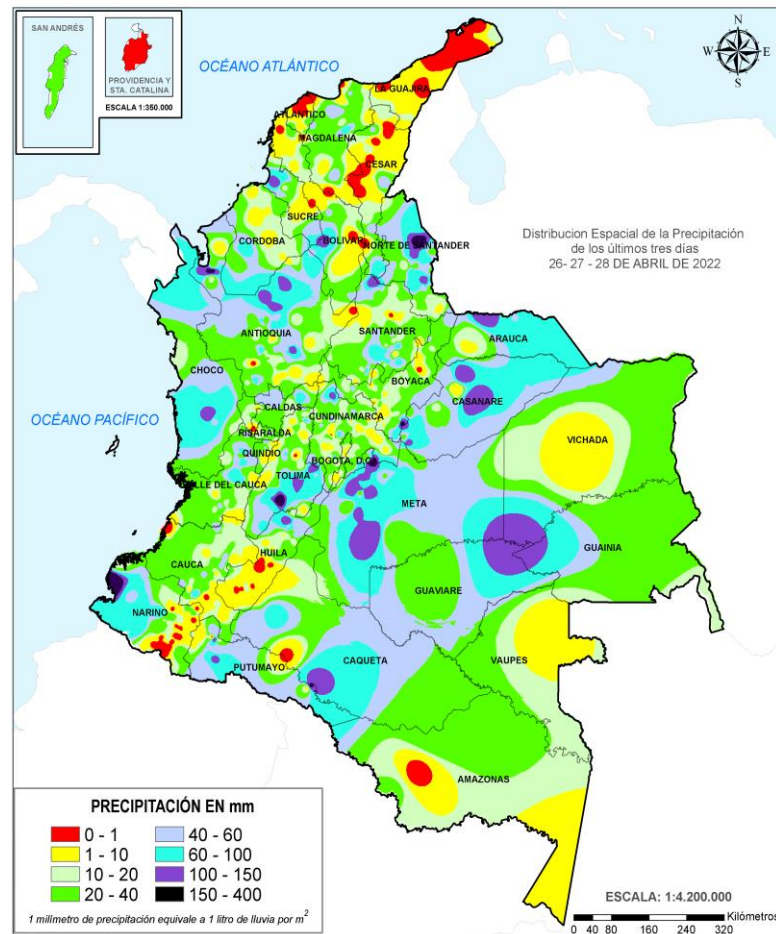 SAN ANDRÉS
PROVIDENCIA Y
STA. CATALINA
ESCALA 1:350.000
OCÉANO ATLÁNTICO
N
W
E
S
LA GUAJIRA
ATLANTICO
MAGDALENA
CESAR
SUCRE
CORDOBA
BOLIVAR
NORTE DE SANTANDER
Distribucion Espacial de la Precipitación
de los últimos tres días
26- 27 - 28 DE ABRIL DE 2022
ANTIOQUIA
SANTANDER
ARAUCA
CHOCO
BOYACA
CASANARE
OCÉANO PACÍFICO
CALDAS
CUNDINAMARCA
RISARALDA
VICHADA
QUINDIO
BOGOTA, D.C.
TOLIMA
VALLE DEL CAUCA
META
GUAINIA
HUILA
CAUCA
GUAVIARE
NARINO
PUTUMAYO
CAQUETA
VAUPES
AMAZONAS
PRECIPITACIÓN EN mm
0 - 1
40 - 60
1 - 10
60 - 100
10 - 20
100 - 150
20 - 40
150 - 400
1 milímetro de precipitación equivale a 1 litro de lluvia por m2
ESCALA: 1:4.200.000
Kilómetros
0 40 80 160 240 320